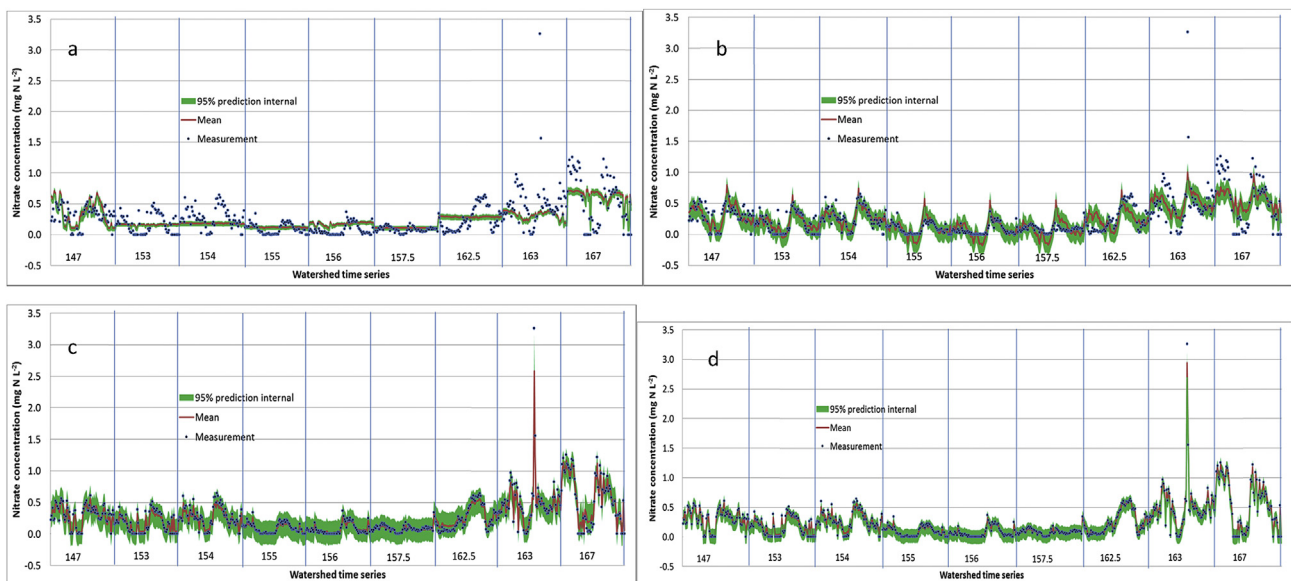 a
3.5
3.0
2.5
2.0
1.5
1.0
0.5
0.0
-0.5
Nitrate concentration (mg N L⁻²)
95% prediction internal
Mean
Measurement
147 153 154 155 156 157.5 162.5 163 167
Watershed time series
b
3.5
3.0
2.5
2.0
1.5
1.0
0.5
0.0
-0.5
Nitrate concentration (mg N L⁻²)
95% prediction internal
Mean
Measurement
147 153 154 155 156 157.5 162.5 163 167
Watershed time series
c
3.5
3.0
2.5
2.0
1.5
1.0
0.5
0.0
-0.5
Nitrate concentration (mg N L⁻²)
95% prediction internal
Mean
Measurement
147 153 154 155 156 157.5 162.5 163 167
Watershed time series
d
3.5
3.0
2.5
2.0
1.5
1.0
0.5
0.0
-0.5
Nitrate concentration (mg N L⁻²)
95% prediction internal
Mean
Measurement
147 153 154 155 156 157.5 162.5 163 167
Watershed time series